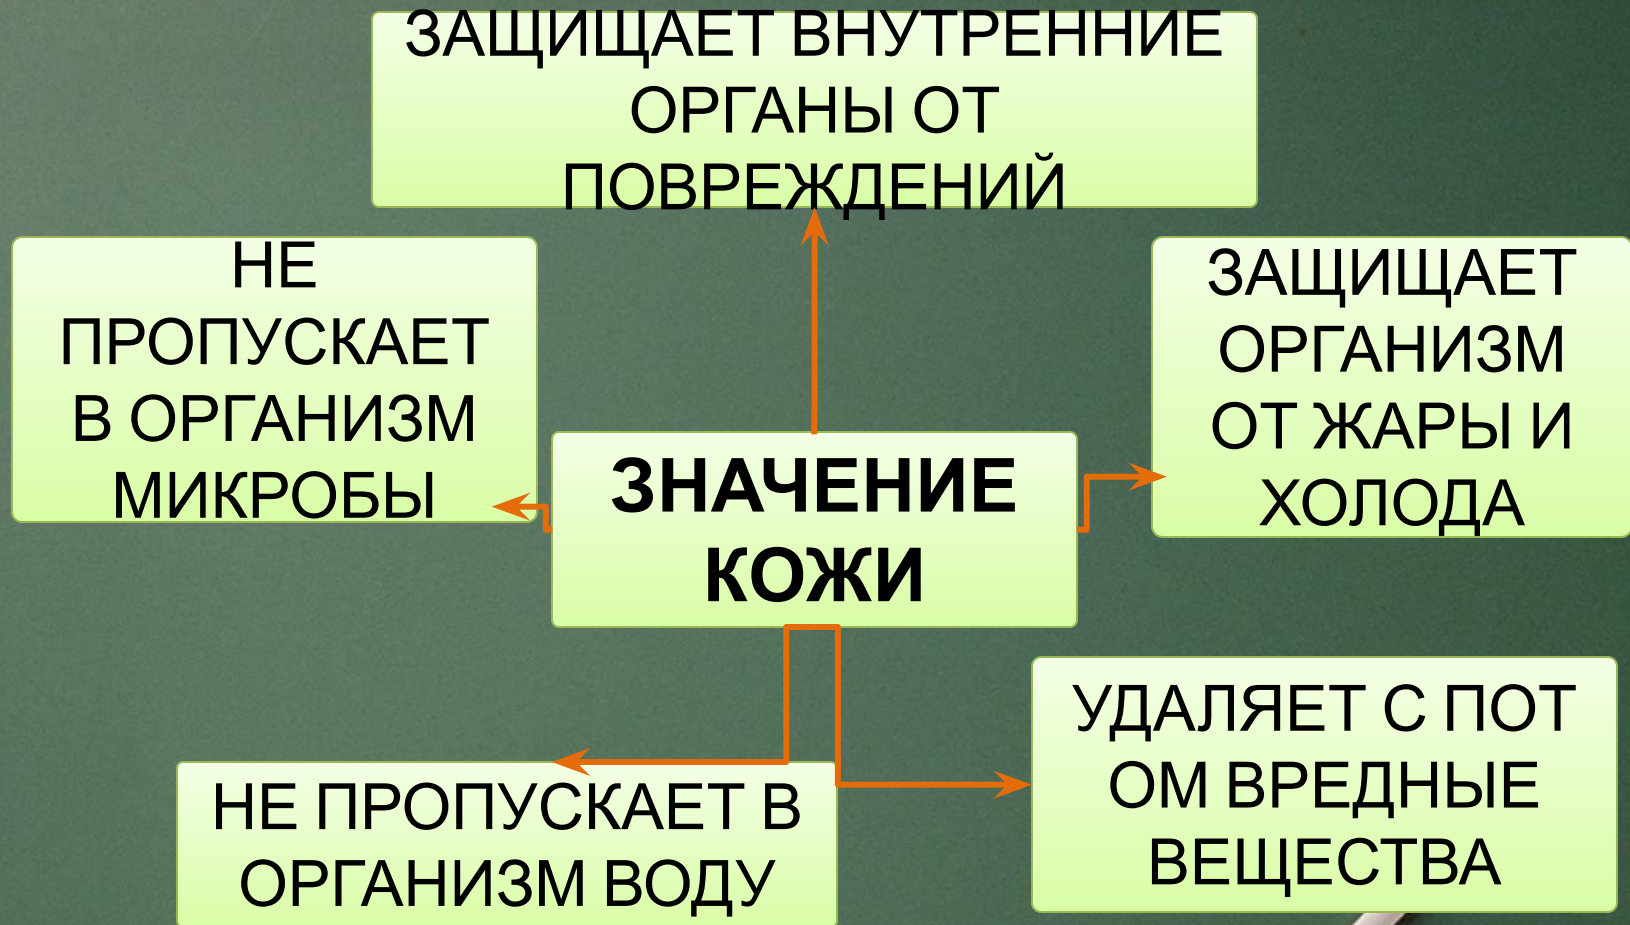 ЗАЩИЩАЕТ ВНУТРЕННИЕ
ОРГАНЫ ОТ
ПОВРЕЖДЕНИЙ
НЕ
ПРОПУСКАЕТ
В ОРГАНИЗМ
МИКРОБЫ
ЗАЩИЩАЕТ
ОРГАНИЗМ
ОТ ЖАРЫ И
ХОЛОДА
ЗНАЧЕНИЕ
КОЖИ
НЕ ПРОПУСКАЕТ В
ОРГАНИЗМ ВОДУ
УДАЛЯЕТ С ПОТ
ОМ ВРЕДНЫЕ
ВЕЩЕСТВА